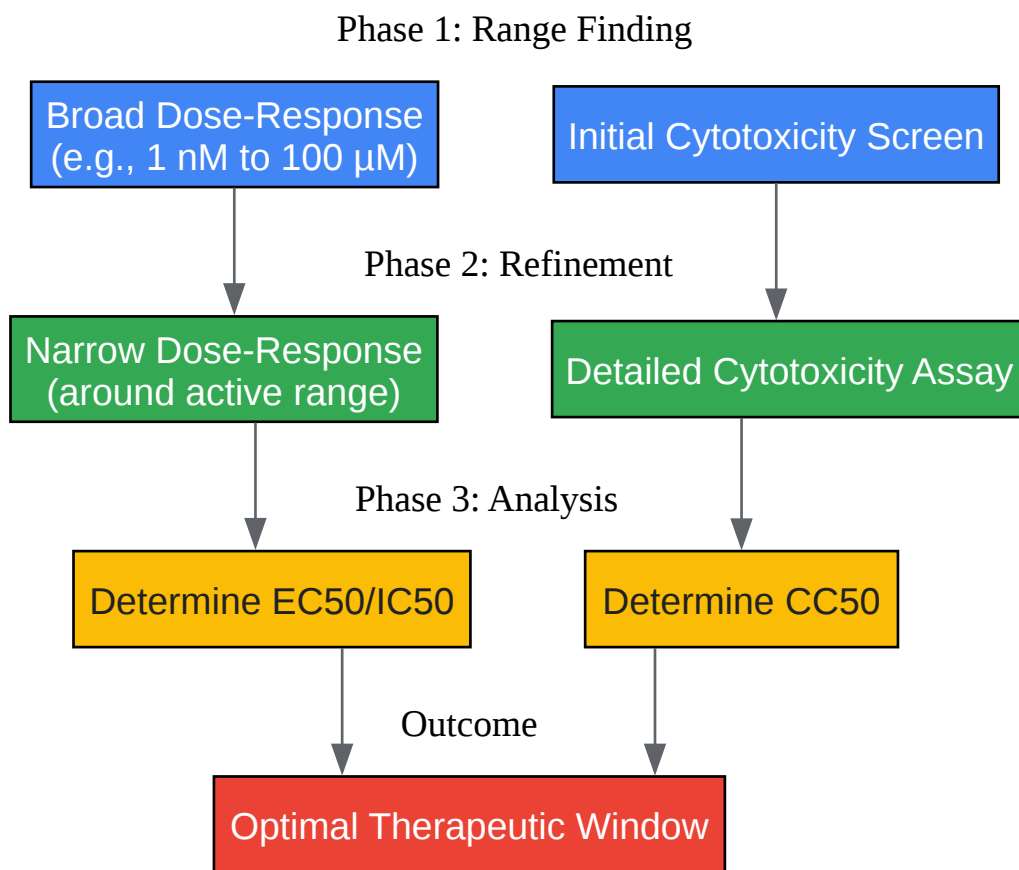 Phase 1: Range Finding
Broad Dose-Response
(e.g., 1 nM to 100 µM)
Initial Cytotoxicity Screen
Phase 2: Refinement
Narrow Dose-Response
(around active range)
Detailed Cytotoxicity Assay
Phase 3: Analysis
Determine EC50/IC50
Determine CC50
Outcome
Optimal Therapeutic Window